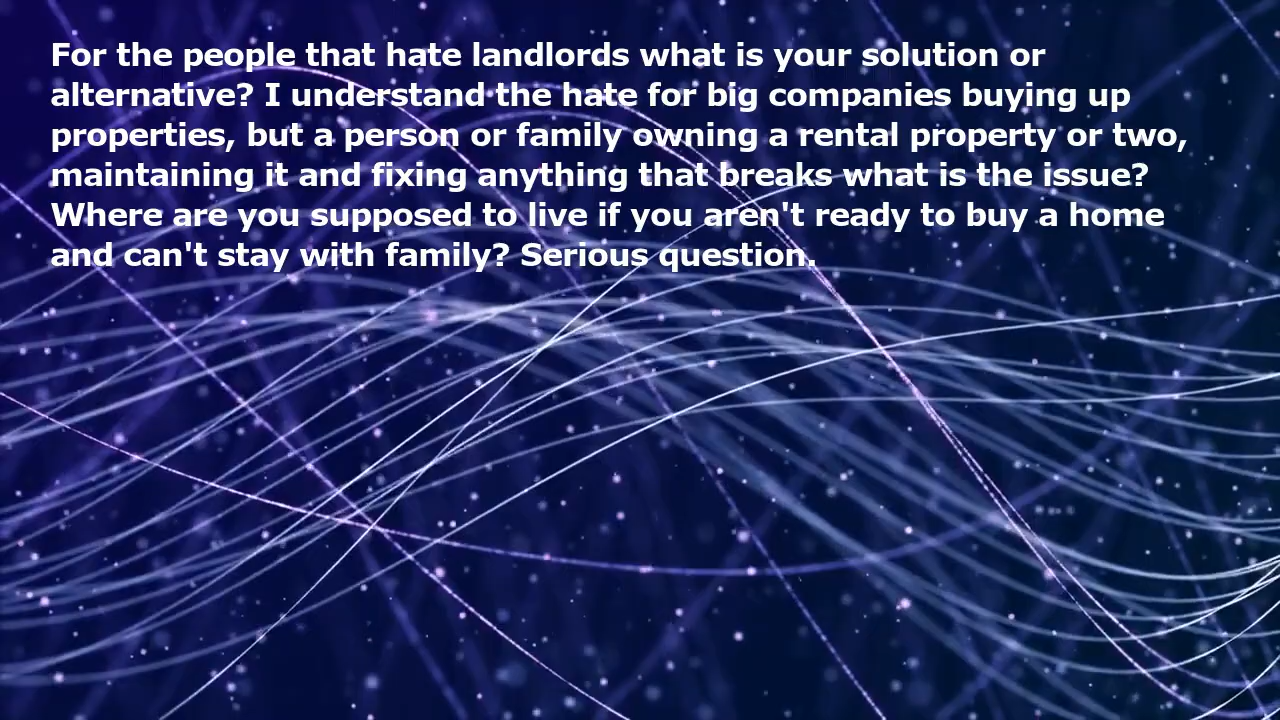 For the people that hate landlords what is your solution or
alternative? I understand the hate for big companies buying up
properties, but a person or family owning a rental property or two,
maintaining it and fixing anything that breaks what is the issue?
Where are you supposed to live if you aren't ready to buy a home
and can't stay with family? Serious question.